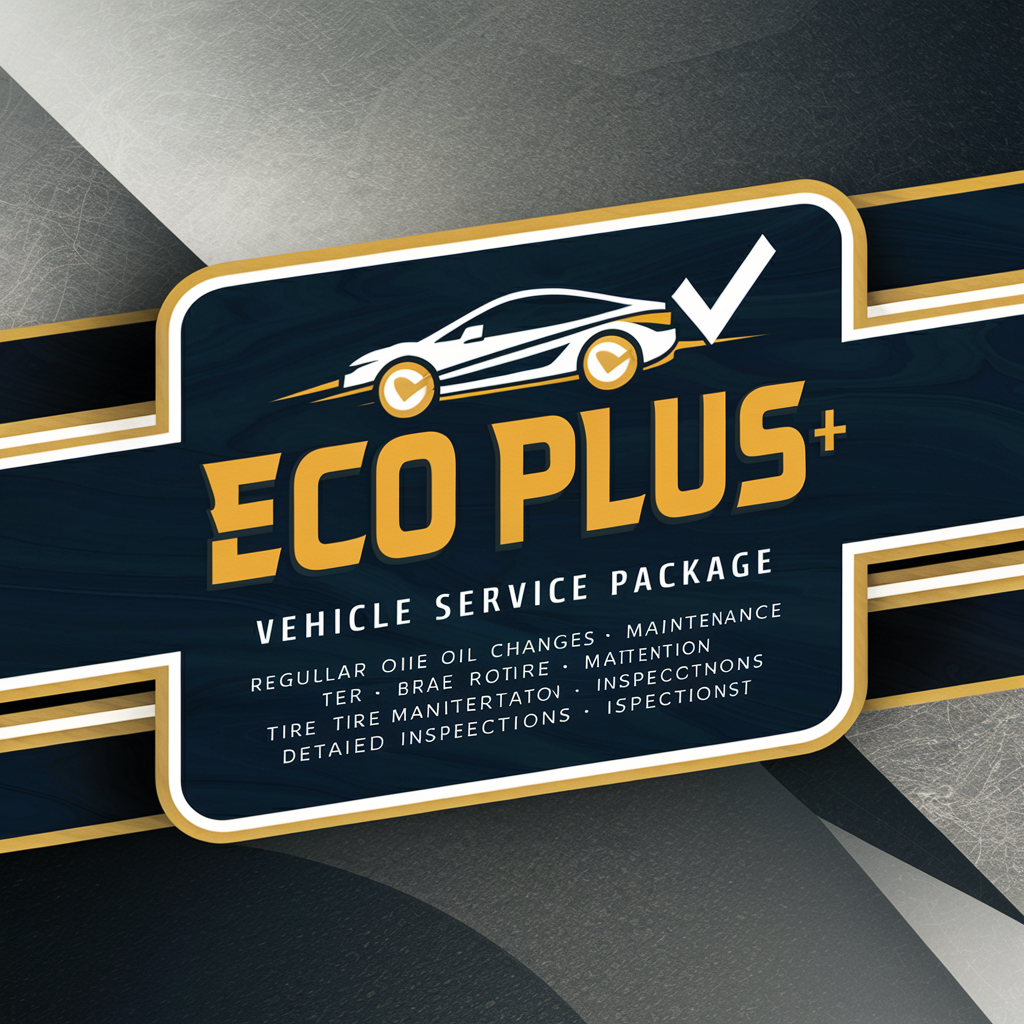 ECO PLUS+
VEHICLE SERVICE PACKAGE
REGULLAR OIIE OIL CHANGES · MAINTENANCE
TER · BRAE ROTIRE · MATTENTION
TIRE TIRE MANITERTATON · INSPECCTNONS
DETAIED INSPEECTIONS · ISPECTIONST